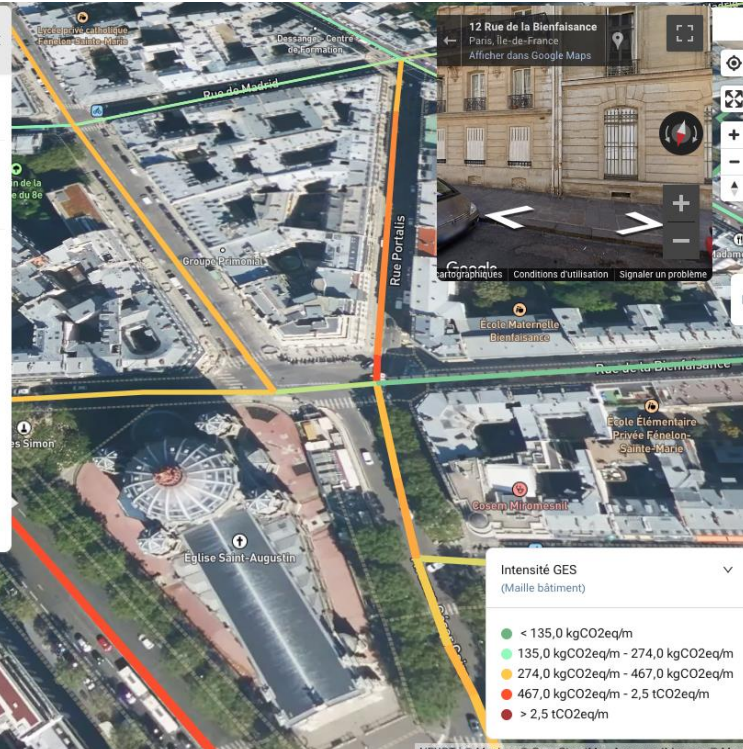 Lycée privé catholique
Fénelon-Sainte-Marie
Dessange - Centre
de Formation
Rue de Madrid
in de la
e du 8e
Groupe Primonial
Rue Portalis
12 Rue de la Bienfaisance
Paris, Île-de-France
Afficher dans Google Maps
Google
cartographiques
Conditions d'utilisation
Signaler un problème
Madame
École Maternelle
Bienfaisance
Rue de la Bienfaisance
École Élémentaire
Privée Fénelon-
Sainte-Marie
es Simon
Cosem Miromesnil
Église Saint-Augustin
Intensité GES
(Maille bâtiment)
< 135,0 kgCO2eq/m
135,0 kgCO2eq/m - 274,0 kgCO2eq/m
274,0 kgCO2eq/m - 467,0 kgCO2eq/m
467,0 kgCO2eq/m - 2,5 tCO2eq/m
> 2,5 tCO2eq/m